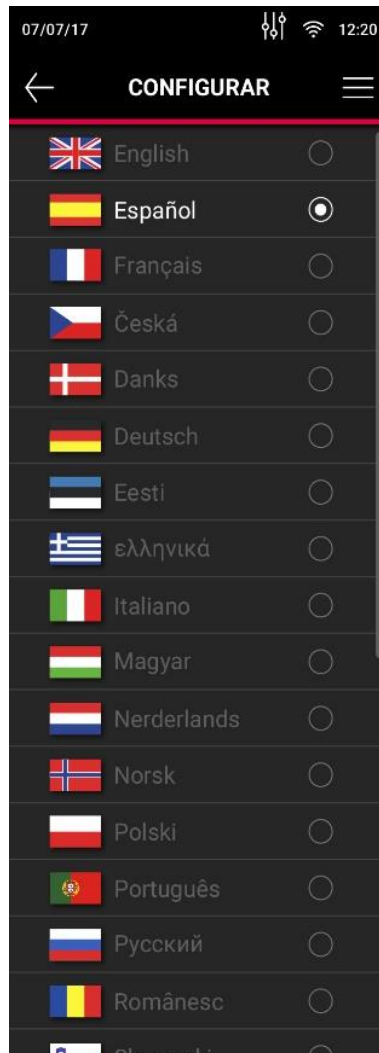 07/07/17 12:20
CONFIGURAR
English
Español
Français
Česká
Danks
Deutsch
Eesti
ελληνικά
Italiano
Magyar
Nerderlands
Norsk
Polski
Português
Русский
Românesc